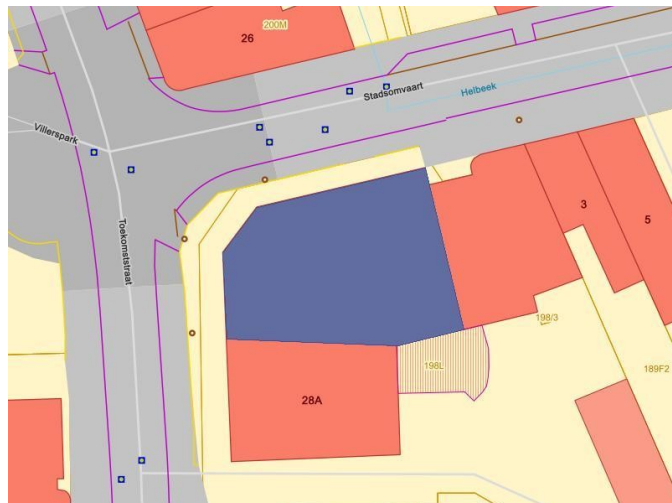 200M
26
Stadsomvaart
Helbeek
Villerspark
Toekomststraat
3
5
198/3
198L
189F2
28A